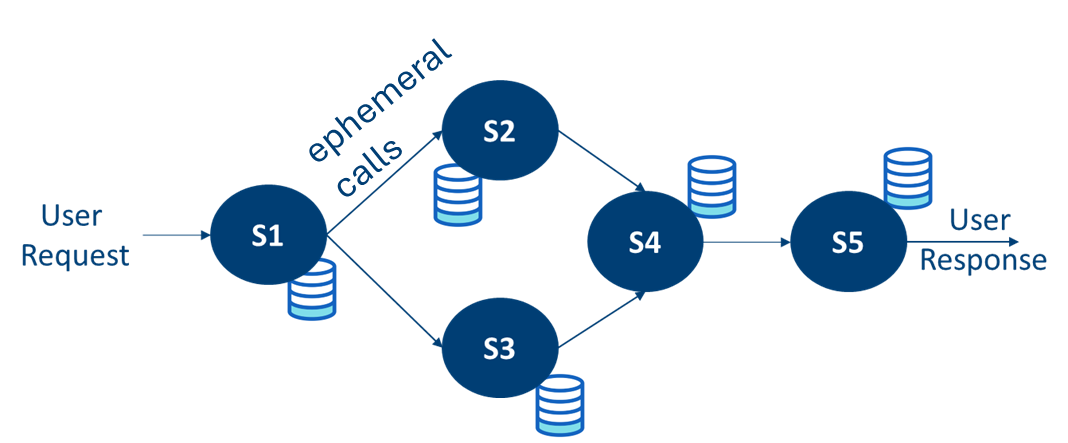 User
Request
S1
ephemeral
calls
S2
S3
S4
S5
User
Response